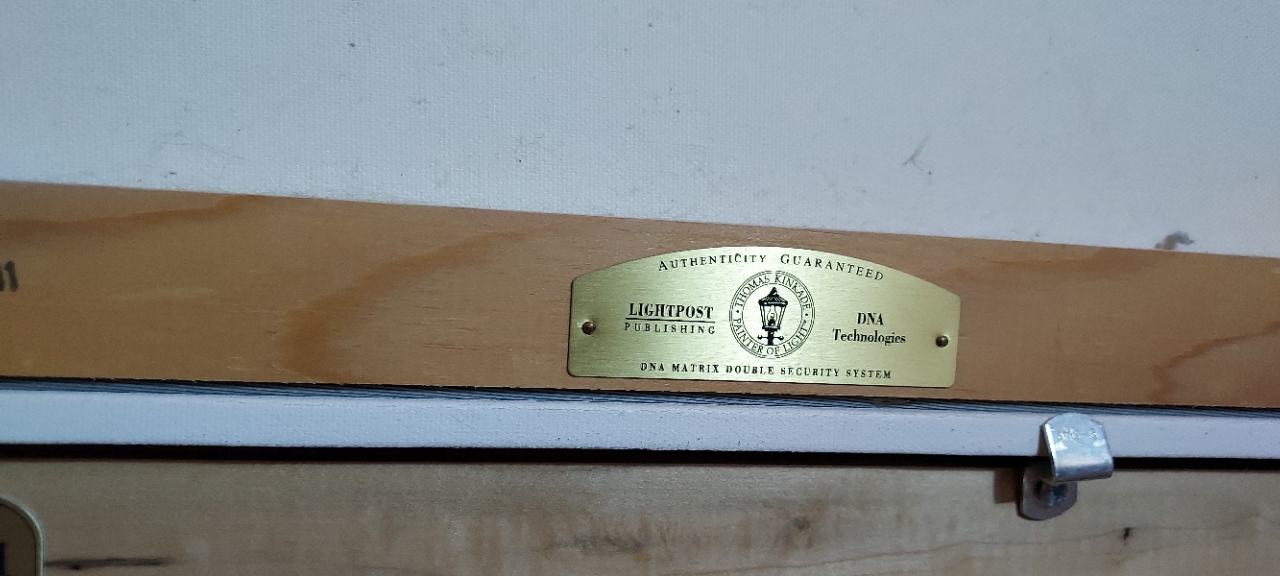 AUTHENTICITY GUARANTEED
LIGHTPOST
PUBLISHING
THOMAS KINKADE
PAINTER OF LIGHT
DNA
Technologies
DNA MATRIX DOUBLE SECURITY SYSTEM